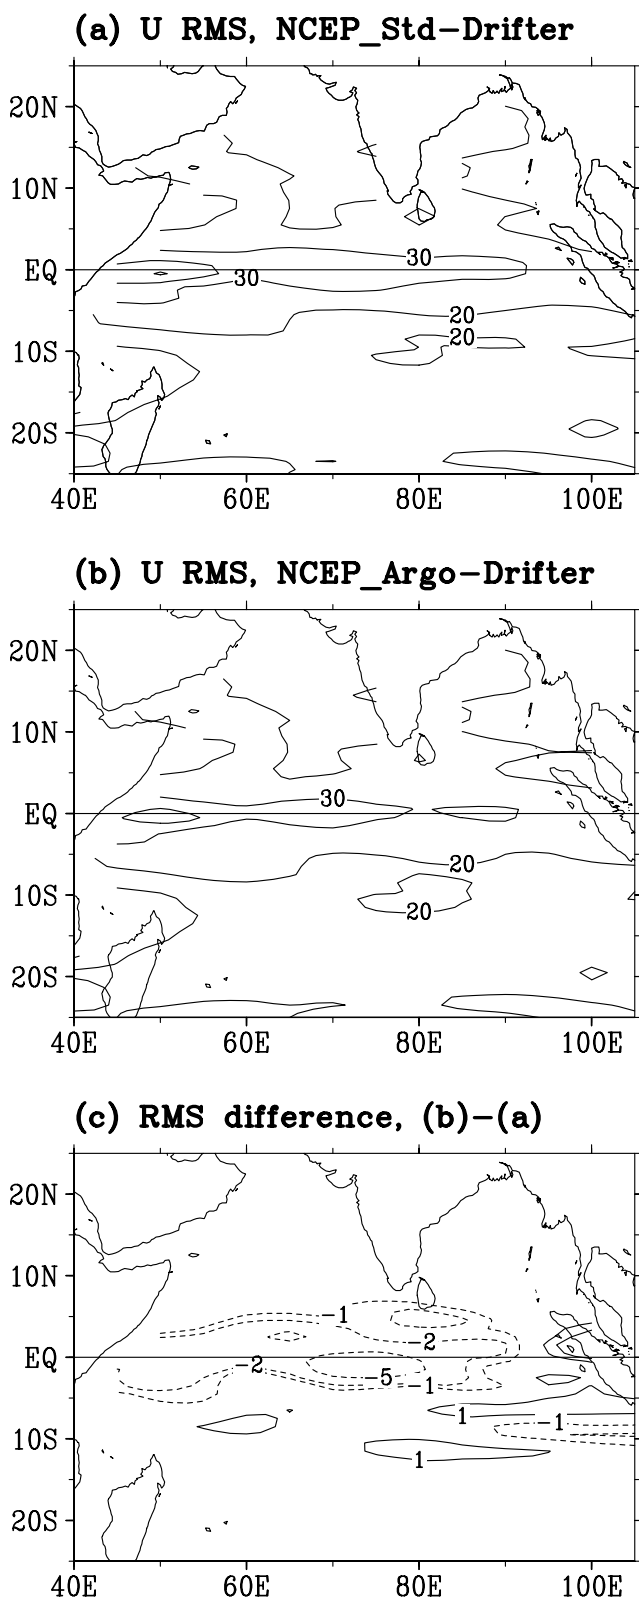 (a) U RMS, NCEP_Std-Drifter
20N
10N
30
EQ
30
20
20
10S
20S
40E 60E 80E 100E
(b) U RMS, NCEP_Argo-Drifter
20N
10N
30
EQ
20
10S
20
20S
40E 60E 80E 100E
(c) RMS difference, (b)-(a)
20N
10N
-1
-2
EQ
-2
-5
-1
1
-1
10S
1
20S
40E 60E 80E 100E